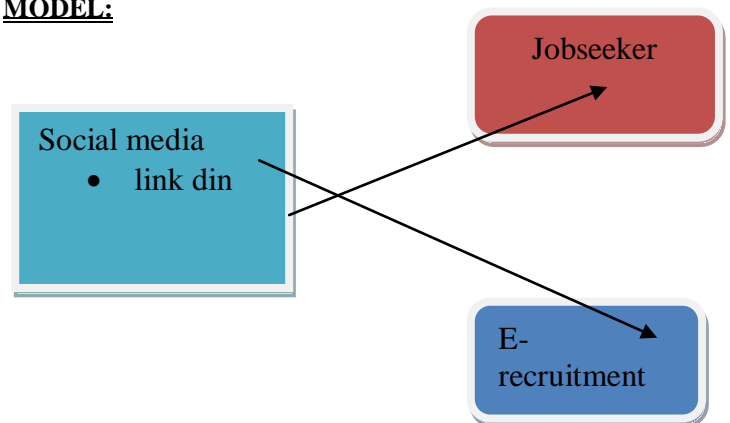 MODEL:
Jobseeker
Social media
• link din
E-
recruitment